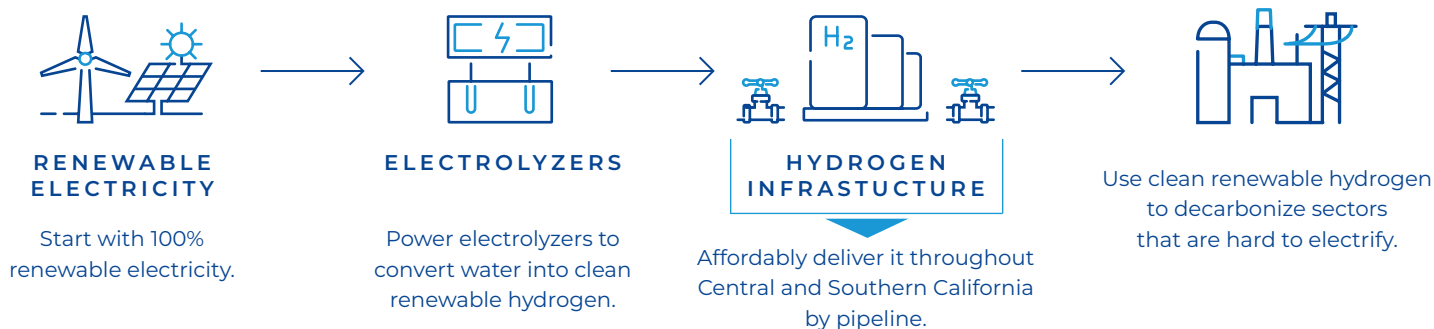 RENEWABLE
ELECTRICITY
Start with 100%
renewable electricity.
ELECTROLYZERS
Power electrolyzers to
convert water into clean
renewable hydrogen.
H2
HYDROGEN
INFRASTUCTURE
Affordably deliver it throughout
Central and Southern California
by pipeline.
Use clean renewable hydrogen
to decarbonize sectors
that are hard to electrify.